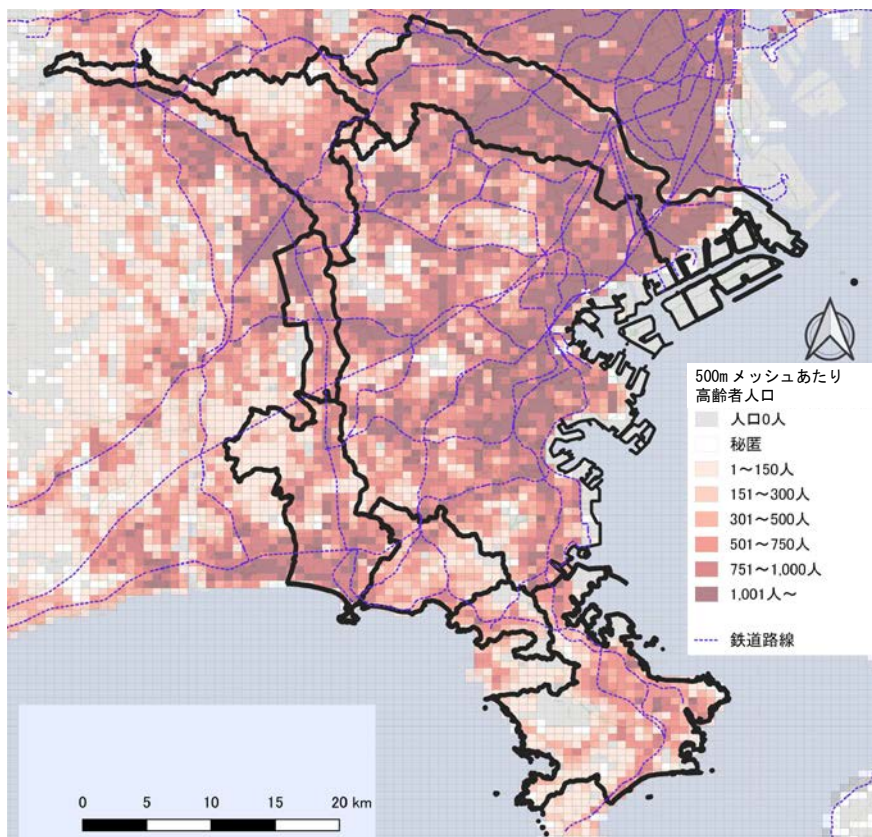 500mメッシュあたり
高齢者人口
人口0人
秘匿
1～150人
151～300人
301～500人
501～750人
751～1,000人
1,001人～
鉄道路線
0 5 10 15 20 km